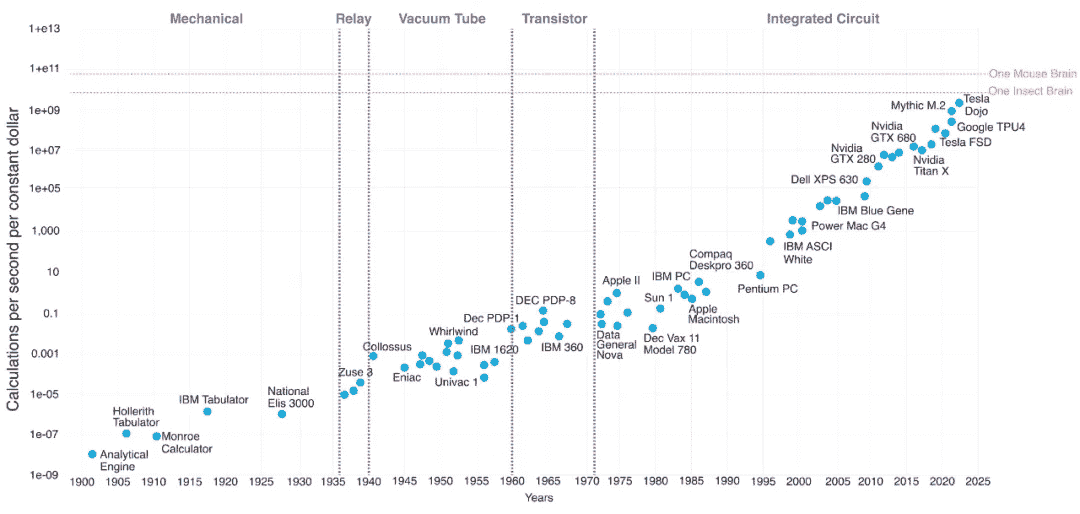 Mechanical
Relay
Vacuum Tube
Transistor
Integrated Circuit
Calculations per second per constant dollar
1+e13
1+e11
1e+09
1e+07
1e+05
1,000
10
0.1
0.001
1e-05
1e-07
1e-09
One Mouse Brain
One Insect Brain
Tesla
Dojo
Mythic M.2
Google TPU4
Nvidia
GTX 680
Tesla FSD
Nvidia
GTX 280
Nvidia
Titan X
Dell XPS 630
IBM Blue Gene
Power Mac G4
IBM ASCI
White
Compaq
Deskpro 360
Pentium PC
IBM PC
Apple II
Sun 1
Apple
Macintosh
DEC PDP-8
Dec PDP-1
Data
General
Nova
Dec Vax 11
Model 780
Whirlwind
IBM 1620
IBM 360
Collossus
Zuse 3
Eniac
Univac 1
National
Elis 3000
IBM Tabulator
Hollerith
Tabulator
Monroe
Calculator
Analytical
Engine
1900 1905 1910 1915 1920 1925 1930 1935 1940 1945 1950 1955 1960 1965 1970 1975 1980 1985 1990 1995 2000 2005 2010 2015 2020 2025
Years